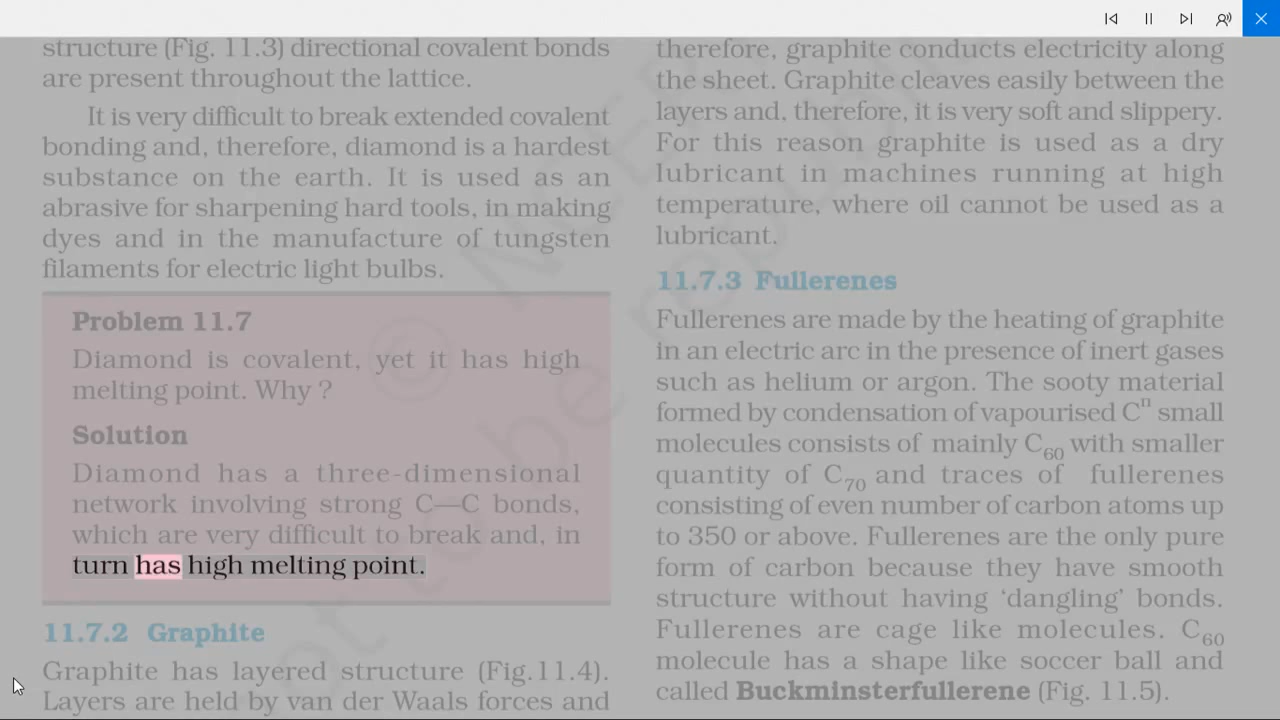 structure (Fig. 11.3) directional covalent bonds
are present throughout the lattice.
It is very difficult to break extended covalent
bonding and, therefore, diamond is a hardest
substance on the earth. It is used as an
abrasive for sharpening hard tools, in making
dyes and in the manufacture of tungsten
filaments for electric light bulbs.
Problem 11.7
Diamond is covalent, yet it has high
melting point. Why ?
Solution
Diamond has a three-dimensional
network involving strong C—C bonds,
which are very difficult to break and, in
turn has high melting point.
11.7.2 Graphite
Graphite has layered structure (Fig.11.4).
Layers are held by van der Waals forces and
therefore, graphite conducts electricity along
the sheet. Graphite cleaves easily between the
layers and, therefore, it is very soft and slippery.
For this reason graphite is used as a dry
lubricant in machines running at high
temperature, where oil cannot be used as a
lubricant.
11.7.3 Fullerenes
Fullerenes are made by the heating of graphite
in an electric arc in the presence of inert gases
such as helium or argon. The sooty material
formed by condensation of vapourised Cⁿ small
molecules consists of mainly C₆₀ with smaller
quantity of C₇₀ and traces of fullerenes
consisting of even number of carbon atoms up
to 350 or above. Fullerenes are the only pure
form of carbon because they have smooth
structure without having ‘dangling’ bonds.
Fullerenes are cage like molecules. C₆₀
molecule has a shape like soccer ball and
called Buckminsterfullerene (Fig. 11.5).